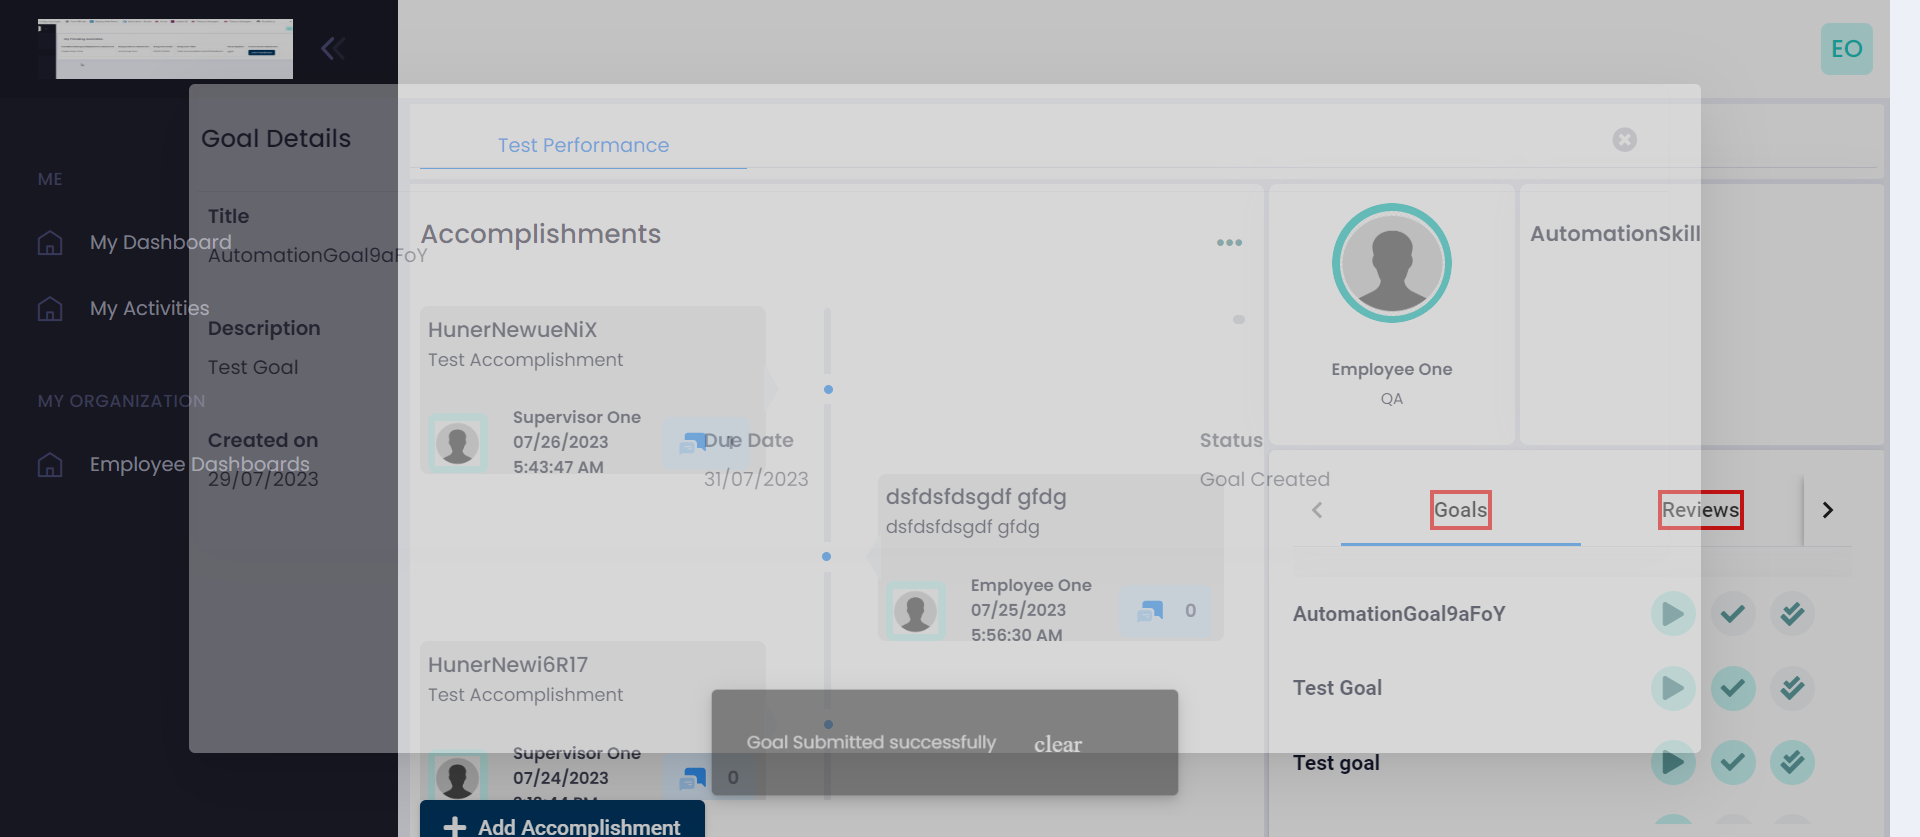 EO
Goal Details
Test Performance
ME
Title
My Dashboard
AutomationGoal9aFoY
Accomplishments
AutomationSkill
My Activities
Description
Test Goal
HunerNewueNiX
Test Accomplishment
Employee One
QA
MY ORGANIZATION
Created on
Due Date
Status
Supervisor One
07/26/2023
5:43:47 AM
Employee Dashboards
29/07/2023
31/07/2023
Goal Created
dsfdsfdsgdf gfdg
dsfdsfdsgdf gfdg
Goals
Reviews
Employee One
07/25/2023
5:56:30 AM
0
AutomationGoal9aFoY
HunerNewi6R17
Test Accomplishment
Test Goal
Goal Submitted successfully
clear
Supervisor One
07/24/2023
0
Test goal
Add Accomplishment